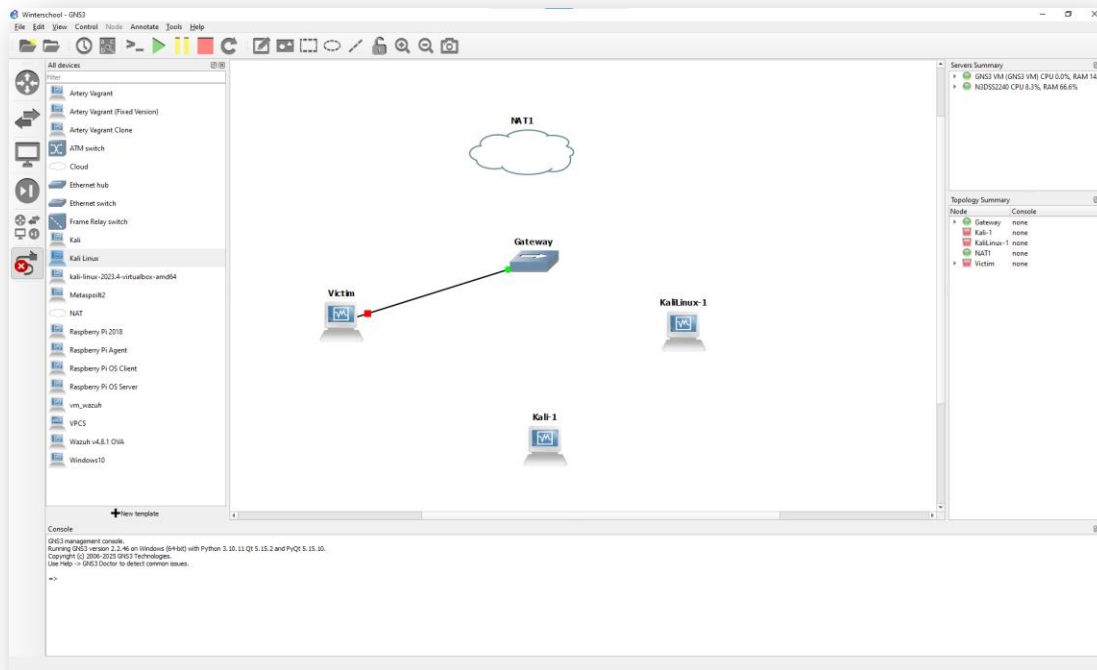 Winterschool - GNS3
File Edit View Control Node Annotate Tools Help
All devices
Filter
Artery Vagrant
Artery Vagrant (Fixed Version)
Artery Vagrant Clone
ATM switch
Cloud
Ethernet hub
Ethernet switch
Frame Relay switch
Kali
Kali Linux
kali-linux-2023.4-virtualbox-amd64
Metasploit2
NAT
Raspberry Pi 2018
Raspberry Pi Agent
Raspberry Pi OS Client
Raspberry Pi OS Server
vm_wazuh
VPCS
Wazuh v4.8.1 OVA
Windows10
New template
NAT1
Gateway
Victim
KaliLinux-1
Kali-1
Servers Summary
GNS3 VM (GNS3 VM) CPU 0.0%, RAM 14
N3DSS2240 CPU 8.3%, RAM 66.6%
Topology Summary
Node Console
Gateway none
Kali-1 none
KaliLinux-1 none
NAT1 none
Victim none
Console
GNS3 management console.
Running GNS3 version 2.2.46 on Windows (64-bit) with Python 3.10.11 Qt 5.15.2 and PyQt 5.15.10.
Copyright (c) 2006-2025 GNS3 Technologies.
Use Help -> GNS3 Doctor to detect common issues.
=>